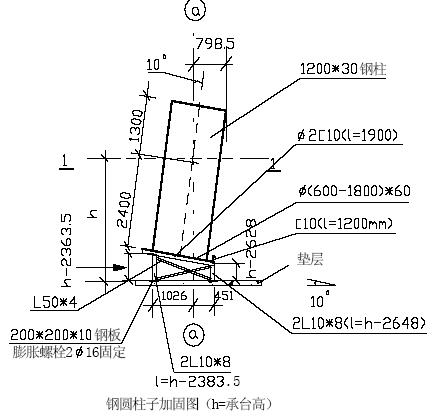 a
798.5
10°
1200*30钢柱
1300
ϕ2[10(l=1900)
1
1
2400
ϕ(600-1800)*60
h
[10(l=1200mm)
h-2363.5
h-2628
垫层
L50*4
1026
451
10°
200*200*10钢板
膨胀螺栓2ϕ16固定
a
2L10*8(l=h-2648)
2L10*8
l=h-2383.5
钢圆柱子加固图（h=承台高）